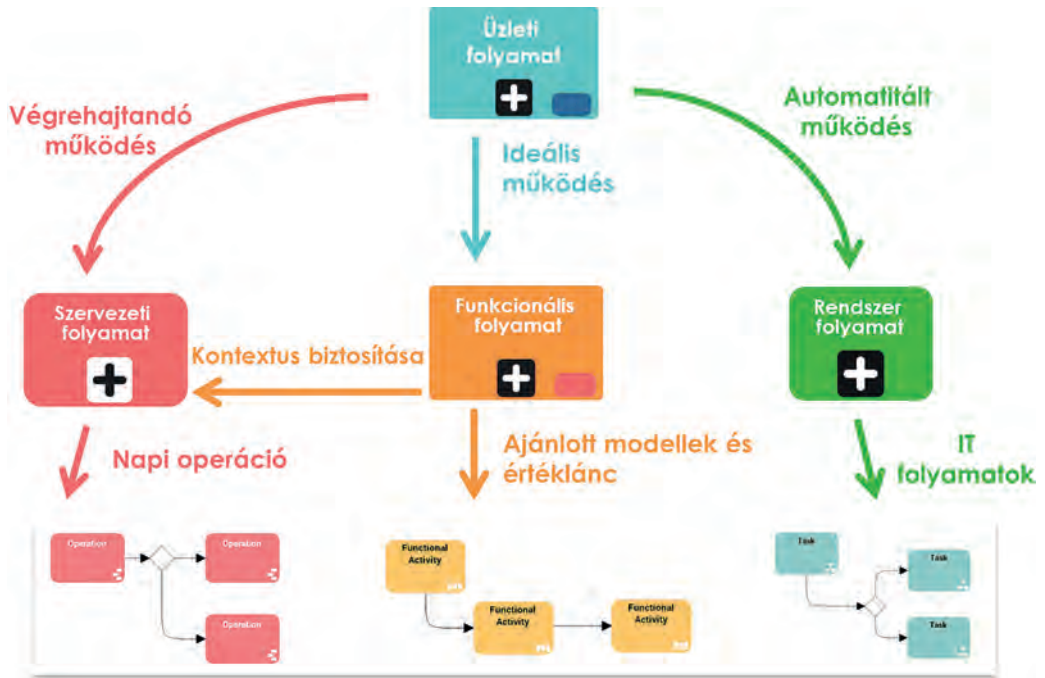 Üzleti
folyamat
Végrehajtandó
működés
Automatitált
működés
Ideális
működés
Szervezeti
folyamat
Funkcionális
folyamat
Rendszer
folyamat
Kontextus biztosítása
Napi operáció
Ajánlott modellek és
értéklánc
IT
folyamatok
Operation
Operation
Operation
Functional
Activity
Functional
Activity
Functional
Activity
Task
Task
Task